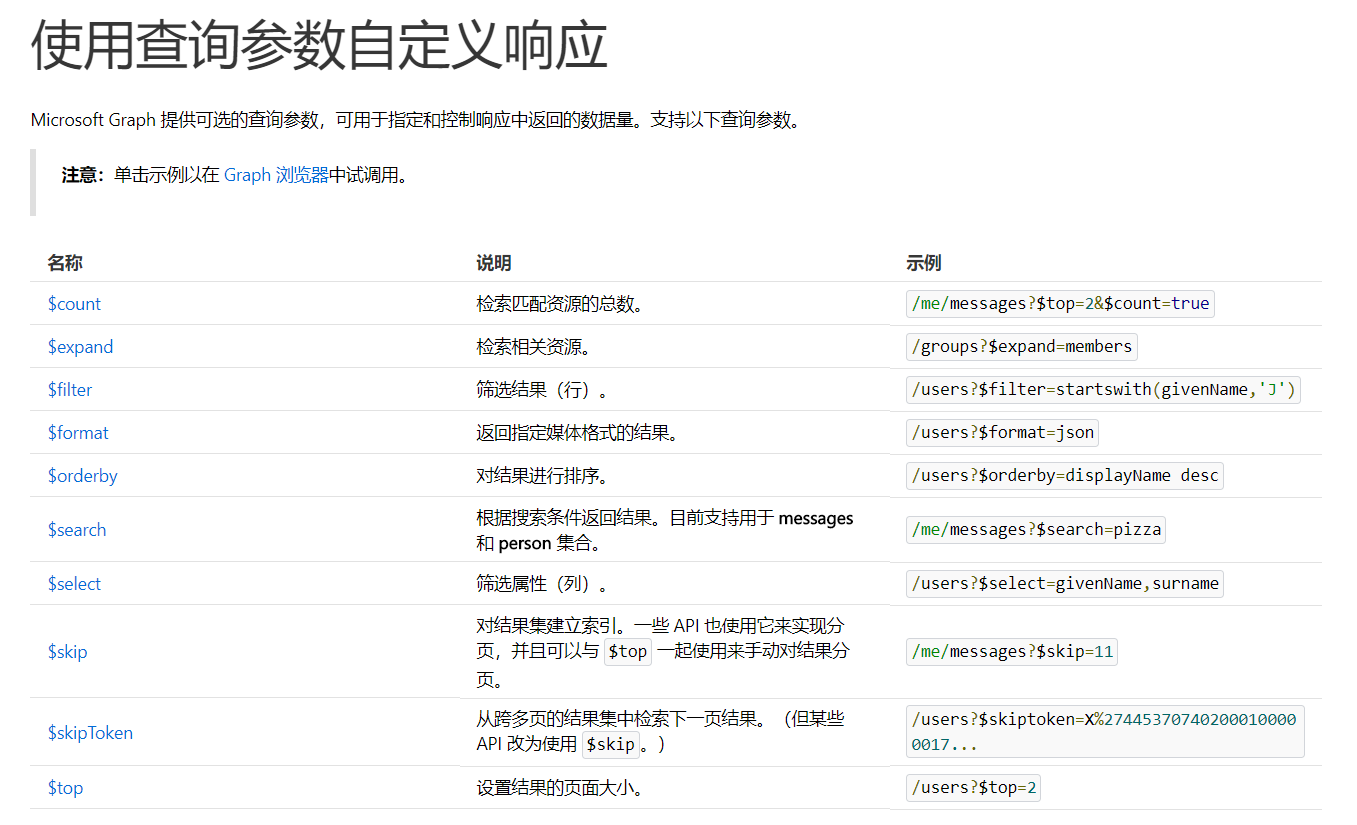 使用查询参数自定义响应
Microsoft Graph 提供可选的查询参数，可用于指定和控制响应中返回的数据量。支持以下查询参数。
注意：单击示例以在 Graph 浏览器中试调用。
名称 说明 示例
$count 检索匹配资源的总数。 /me/messages?$top=2&$count=true
$expand 检索相关资源。 /groups?$expand=members
$filter 筛选结果（行）。 /users?$filter=startswith(givenName,'J')
$format 返回指定媒体格式的结果。 /users?$format=json
$orderby 对结果进行排序。 /users?$orderby=displayName desc
$search 根据搜索条件返回结果。目前支持用于 messages
和 person 集合。 /me/messages?$search=pizza
$select 筛选属性（列）。 /users?$select=givenName,surname
$skip 对结果集建立索引。一些 API 也使用它来实现分
页，并且可以与 $top 一起使用来手动对结果分
页。 /me/messages?$skip=11
$skipToken 从跨多页的结果集中检索下一页结果。（但某些
API 改为使用 $skip 。） /users?$skiptoken=X%27445370740200010000
0017...
$top 设置结果的页面大小。 /users?$top=2